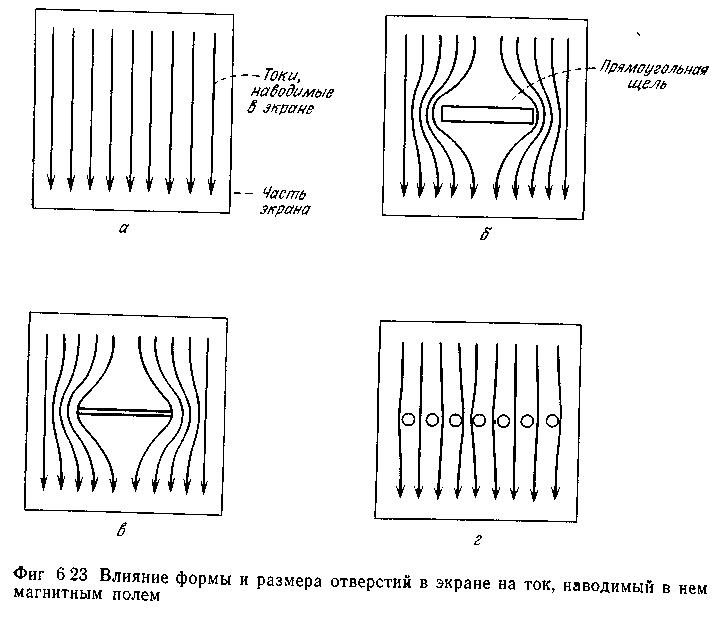 Токи,
наводимые
в экране
Часть
экрана
а
Прямоугольная
щель
б
в
г
Фиг 6 23 Влияние формы и размера отверстий в экране на ток, наводимый в нем
магнитным полем